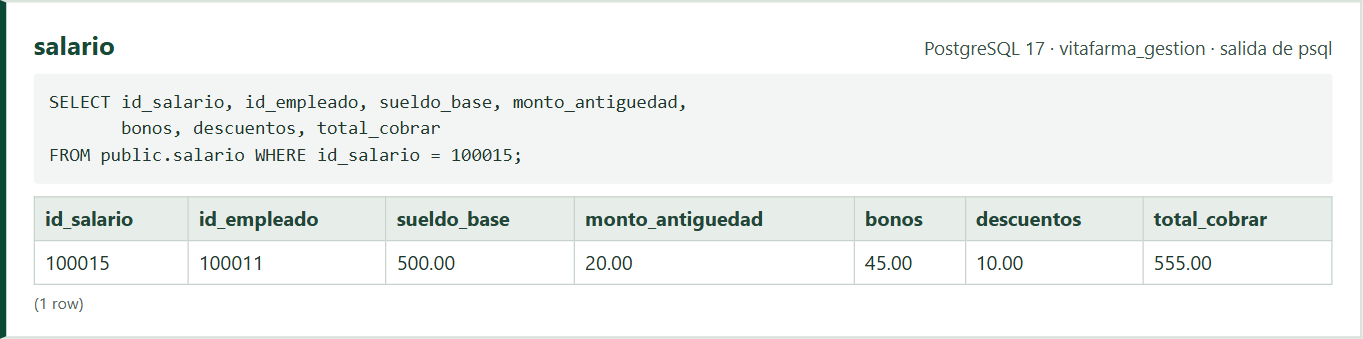 salario
PostgreSQL 17 · vitafarma_gestion · salida de psql
SELECT id_salario, id_empleado, sueldo_base, monto_antiguedad,
bonos, descuentos, total_cobrar
FROM public.salario WHERE id_salario = 100015;
id_salario id_empleado sueldo_base monto_antiguedad bonos descuentos total_cobrar
100015 100011 500.00 20.00 45.00 10.00 555.00
(1 row)